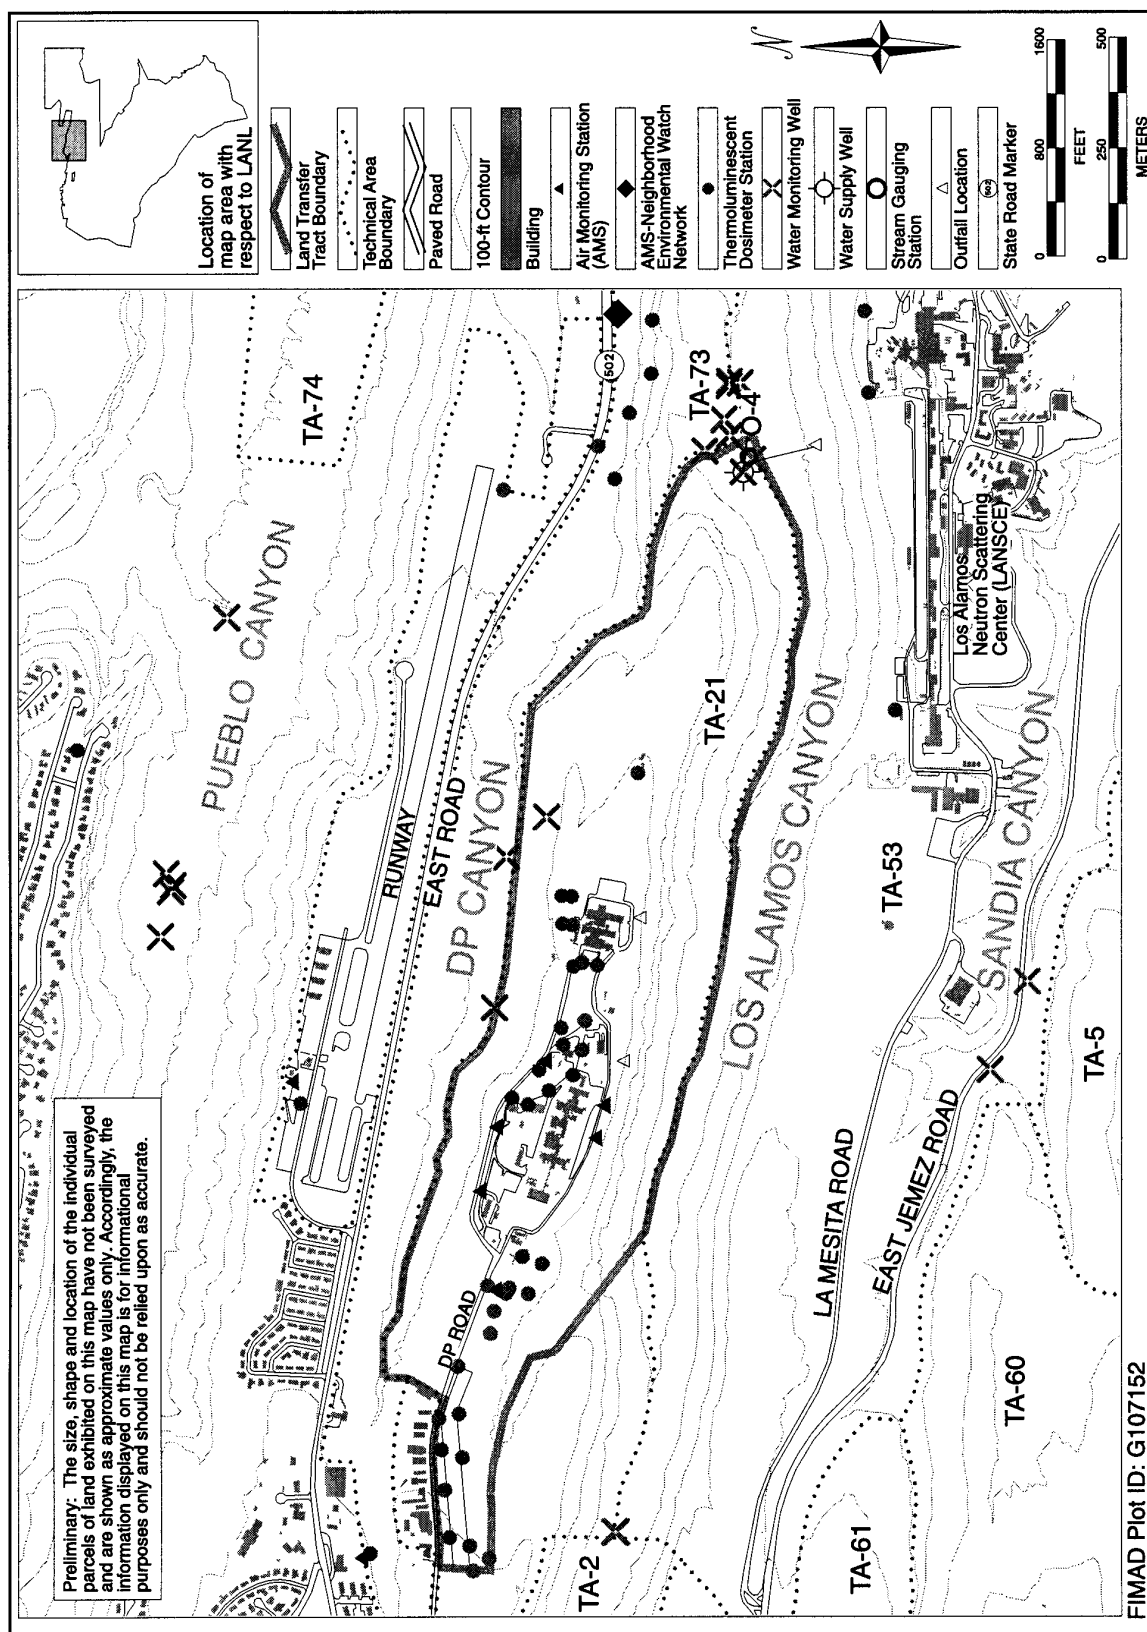 Preliminary: The size, shape and location of the individual
parcels of land exhibited on this map have not been surveyed
and are shown as approximate values only. Accordingly, the
information displayed on this map is for informational
purposes only and should not be relied upon as accurate.
TA-74
PUEBLO CANYON
RUNWAY
EAST ROAD
502
DP CANYON
DP ROAD
TA-73
O-4
TA-21
TA-2
LOS ALAMOS CANYON
TA-53
Los Alamos
Neutron Scattering
Center (LANSCE)
LA MESITA ROAD
SANDIA CANYON
EAST JEMEZ ROAD
TA-61
TA-60
TA-5
FIMAD Plot ID: G107152
Location of
map area with
respect to LANL
Land Transfer
Tract Boundary
Technical Area
Boundary
Paved Road
100-ft Contour
Building
Air Monitoring Station
(AMS)
AMS-Neighborhood
Environmental Watch
Network
Thermoluminescent
Dosimeter Station
Water Monitoring Well
Water Supply Well
Stream Gauging
Station
Outfall Location
502
State Road Marker
N
0 800 1600
FEET
0 250 500
METERS